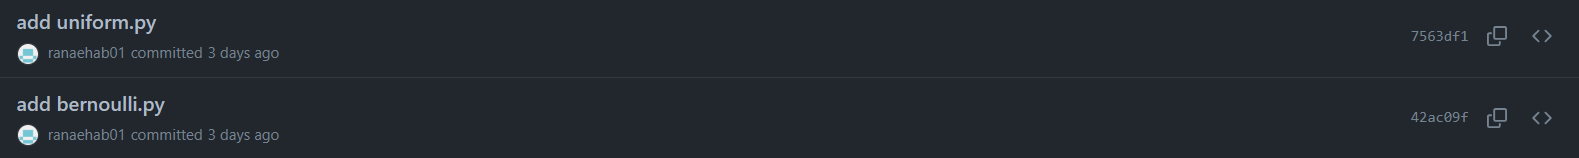 add uniform.py
ranaehab01 committed 3 days ago
7563df1
add bernoulli.py
ranaehab01 committed 3 days ago
42ac09f